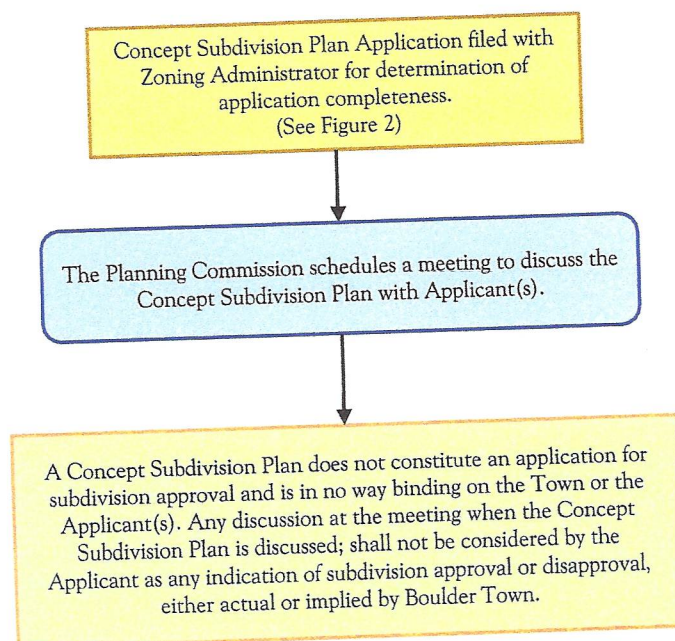 Concept Subdivision Plan Application filed with
Zoning Administrator for determination of
application completeness.
(See Figure 2)
The Planning Commission schedules a meeting to discuss the
Concept Subdivision Plan with Applicant(s).
A Concept Subdivision Plan does not constitute an application for
subdivision approval and is in no way binding on the Town or the
Applicant(s). Any discussion at the meeting when the Concept
Subdivision Plan is discussed; shall not be considered by the
Applicant as any indication of subdivision approval or disapproval,
either actual or implied by Boulder Town.